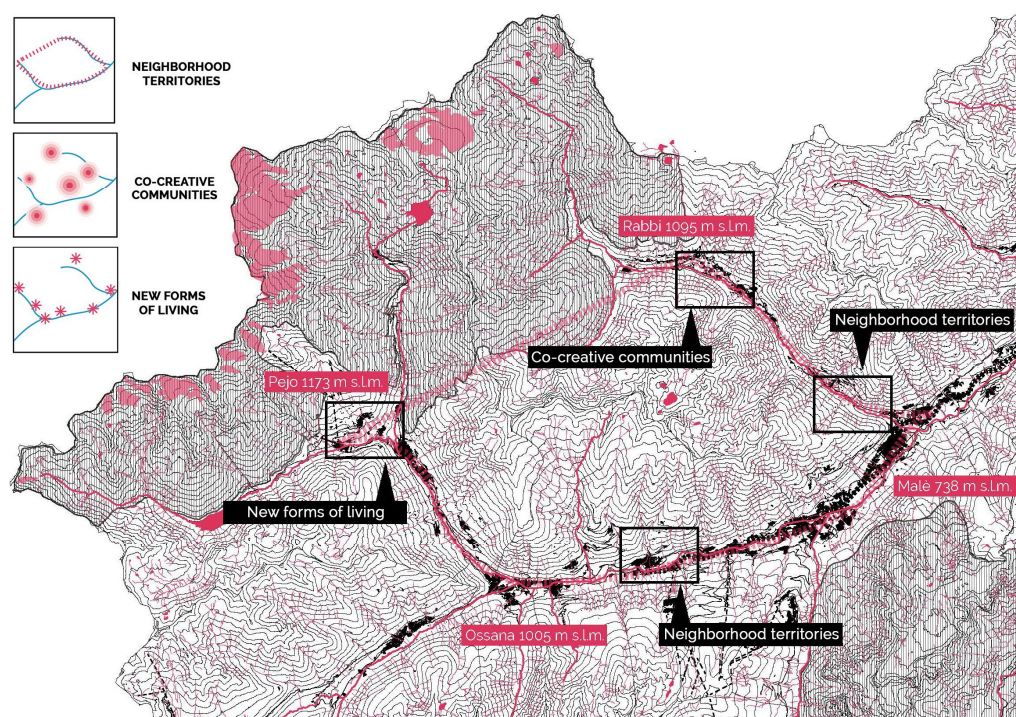 NEIGHBORHOOD
TERRITORIES
CO-CREATIVE
COMMUNITIES
NEW FORMS
OF LIVING
Rabbi 1095 m s.l.m.
Neighborhood territories
Co-creative communities
Pejo 1173 m s.l.m.
Malè 738 m s.l.m.
New forms of living
Ossana 1005 m s.l.m.
Neighborhood territories